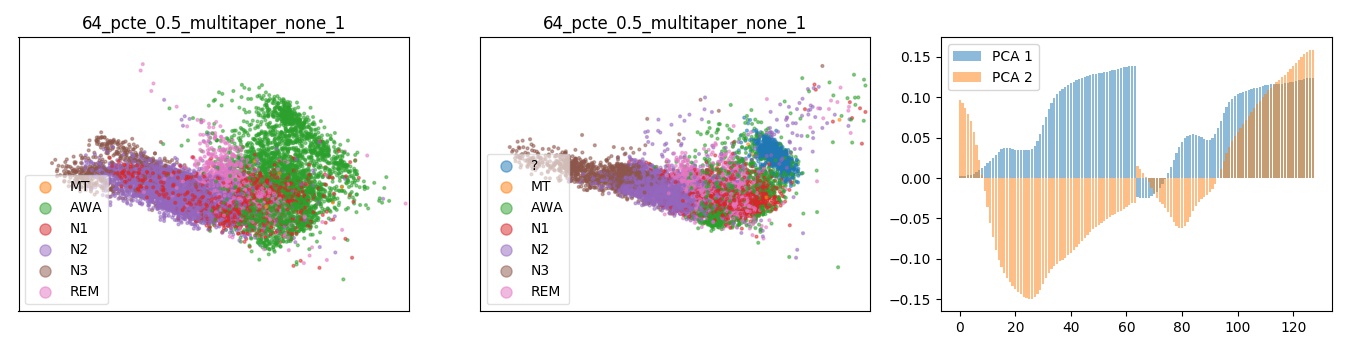 64_pcte_0.5_multitaper_none_1
MT
AWA
N1
N2
N3
REM
64_pcte_0.5_multitaper_none_1
?
MT
AWA
N1
N2
N3
REM
PCA 1
PCA 2
0.15
0.10
0.05
0.00
−0.05
−0.10
−0.15
0 20 40 60 80 100 120